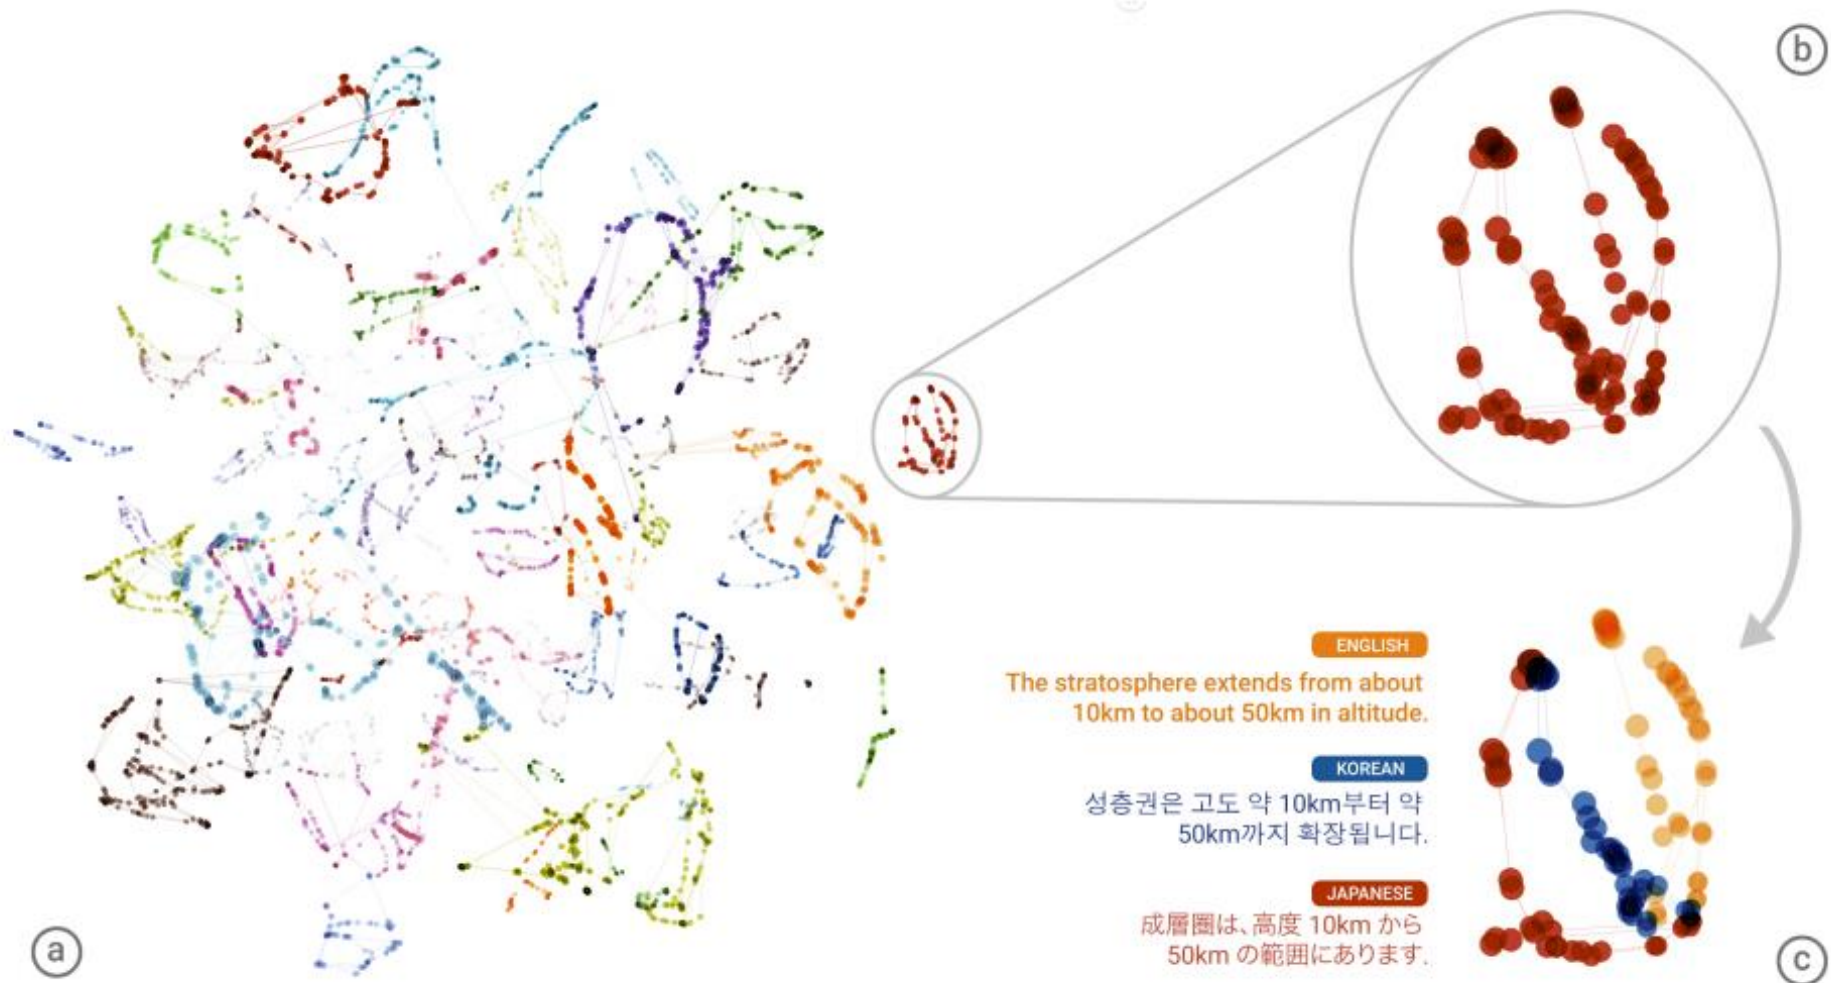 b
ENGLISH
The stratosphere extends from about
10km to about 50km in altitude.
KOREAN
성층권은 고도 약 10km부터 약
50km까지 확장됩니다.
JAPANESE
成層圏は、高度 10km から
50km の範囲にあります.
a
c